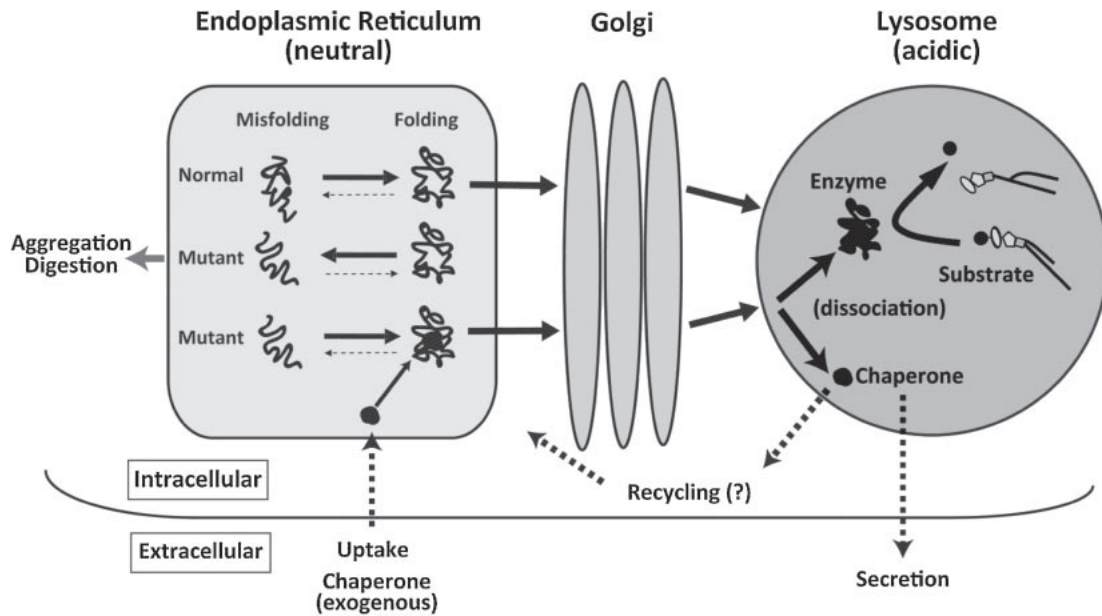 Endoplasmic Reticulum
(neutral)
Golgi
Lysosome
(acidic)
Misfolding
Folding
Normal
Mutant
Mutant
Aggregation
Digestion
Enzyme
Substrate
(dissociation)
Chaperone
Recycling (?)
Intracellular
Extracellular
Uptake
Chaperone
(exogenous)
Secretion